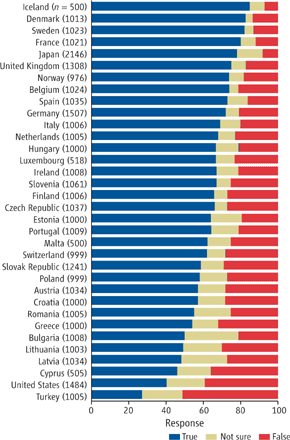 Iceland (n = 500)
Denmark (1013)
Sweden (1023)
France (1021)
Japan (2146)
United Kingdom (1308)
Norway (976)
Belgium (1024)
Spain (1035)
Germany (1507)
Italy (1006)
Netherlands (1005)
Hungary (1000)
Luxembourg (518)
Ireland (1008)
Slovenia (1061)
Finland (1006)
Czech Republic (1037)
Estonia (1000)
Portugal (1009)
Malta (500)
Switzerland (999)
Slovak Republic (1241)
Poland (999)
Austria (1034)
Croatia (1000)
Romania (1005)
Greece (1000)
Bulgaria (1008)
Lithuania (1003)
Latvia (1034)
Cyprus (505)
United States (1484)
Turkey (1005)
0 20 40 60 80 100
Response
True Not sure False